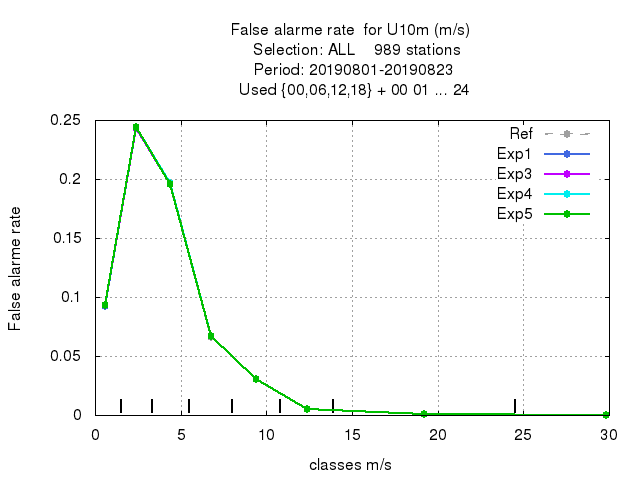 False alarme rate  for U10m (m/s)
Selection: ALL    989 stations
Period: 20190801-20190823
Used {00,06,12,18} + 00 01 ... 24
Ref
Exp1
Exp3
Exp4
Exp5
False alarme rate
0.25
0.2
0.15
0.1
0.05
0
0 5 10 15 20 25 30
classes m/s